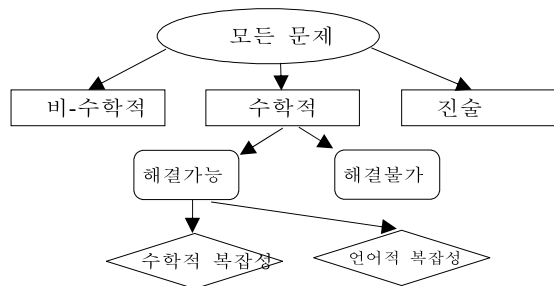 모든 문제
비-수학적
수학적
진술
해결가능
해결불가
수학적 복잡성
언어적 복잡성